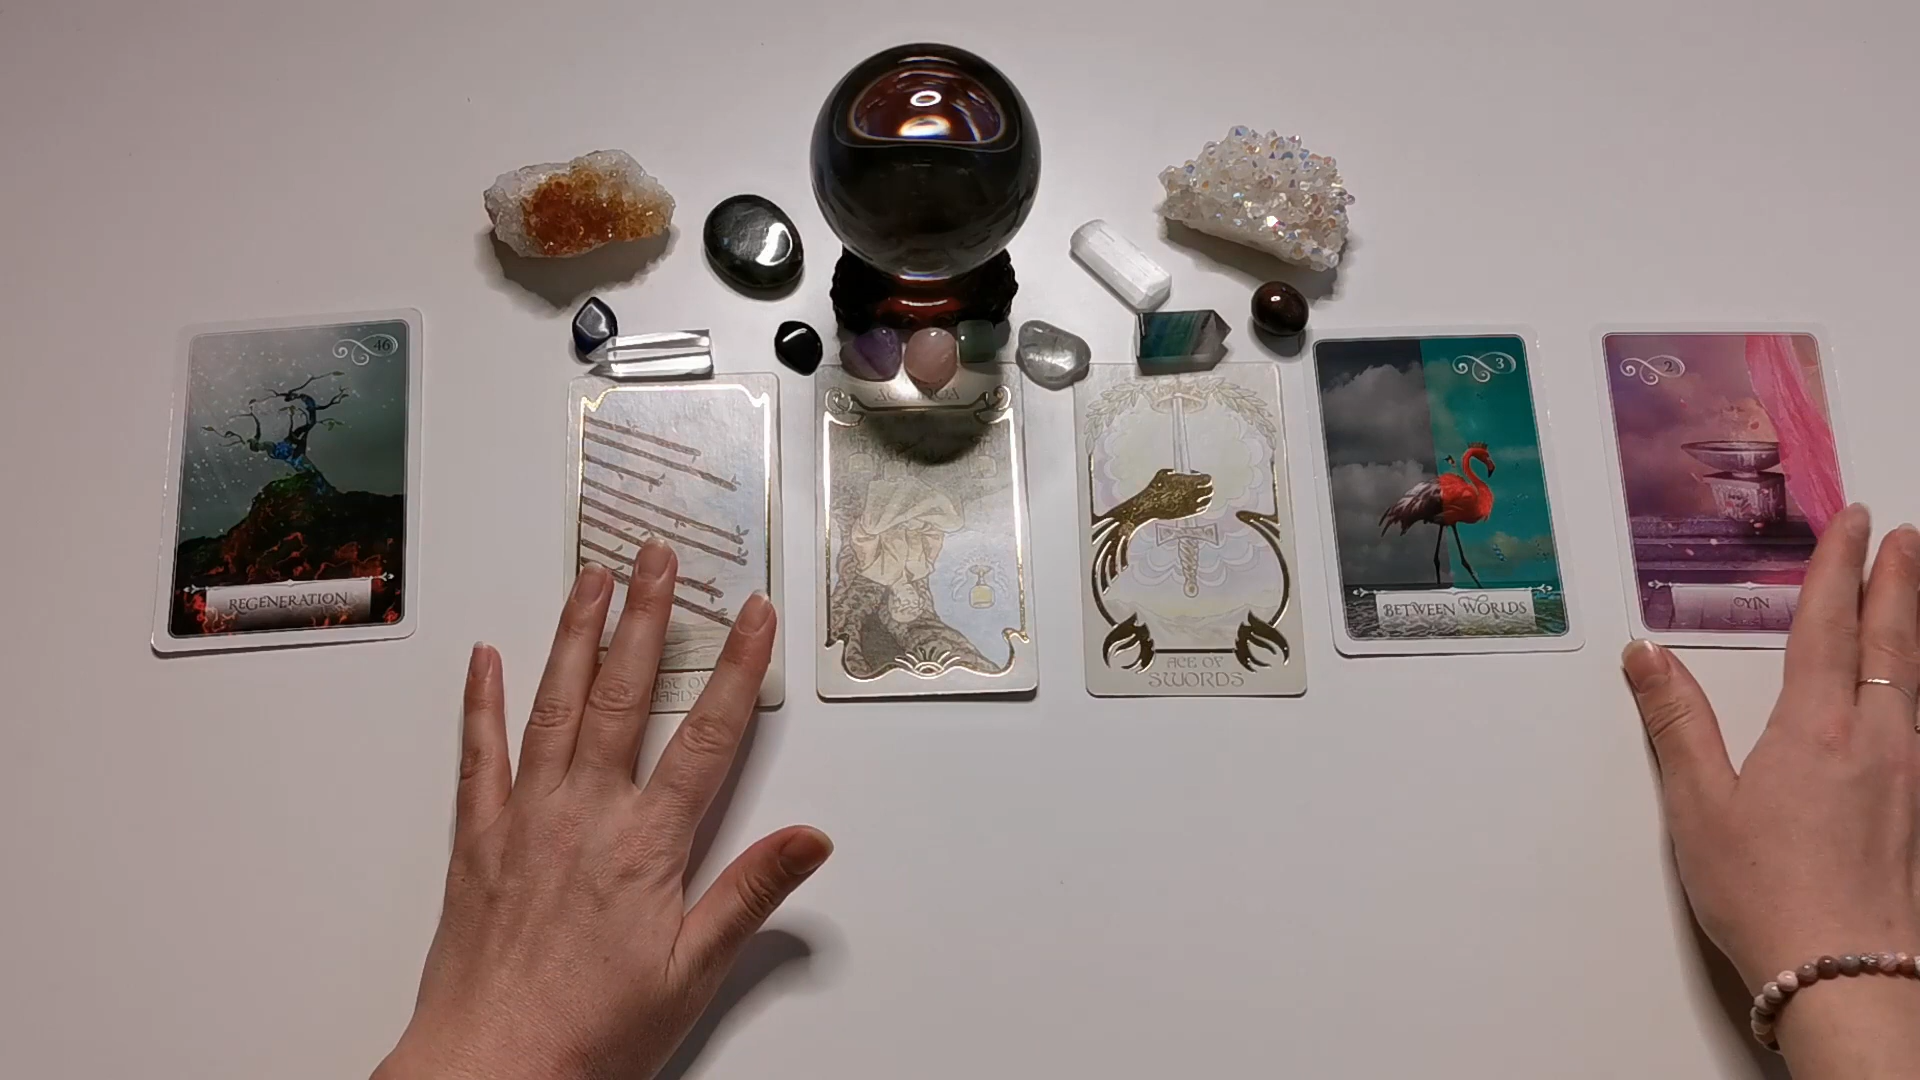 46
REGENERATION
ACE OF
SWORDS
3
BETWEEN WORLDS
2
YIN